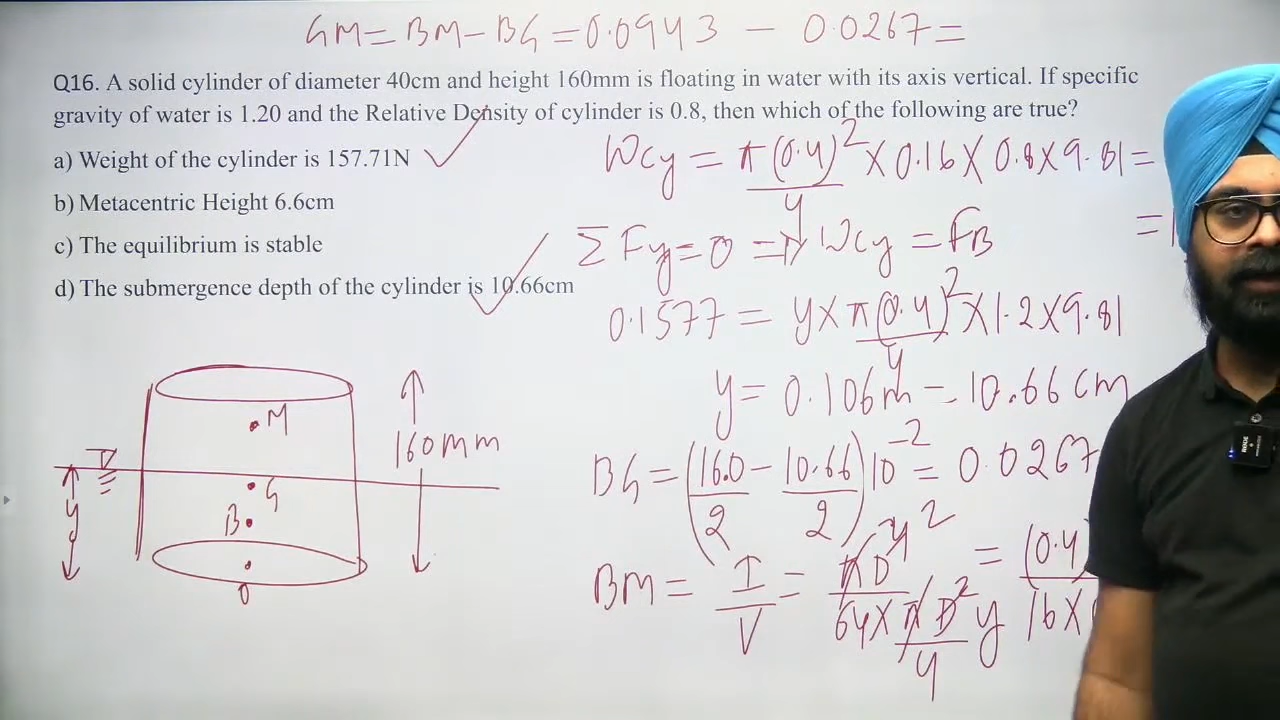 GM = BM - BG = 0.0943 - 0.0267 =
Q16. A solid cylinder of diameter 40cm and height 160mm is floating in water with its axis vertical. If specific
gravity of water is 1.20 and the Relative Density of cylinder is 0.8, then which of the following are true?
a) Weight of the cylinder is 157.71N
b) Metacentric Height 6.6cm
c) The equilibrium is stable
d) The submergence depth of the cylinder is 10.66cm
Wcy = π(0.4)²/4 × 0.16 × 0.8 × 9.81 =
ΣFy = 0 ⇒ Wcy = FB
0.1577 = y × π(0.4)²/4 × 1.2 × 9.81
y = 0.106m = 10.66 cm
BG = (16.0/2 - 10.66/2) 10⁻² = 0.0267
BM = I/V = πD⁴/(64 × πD²/4 y) = (0.4)
16 ×
M
160mm
G
B
y
O